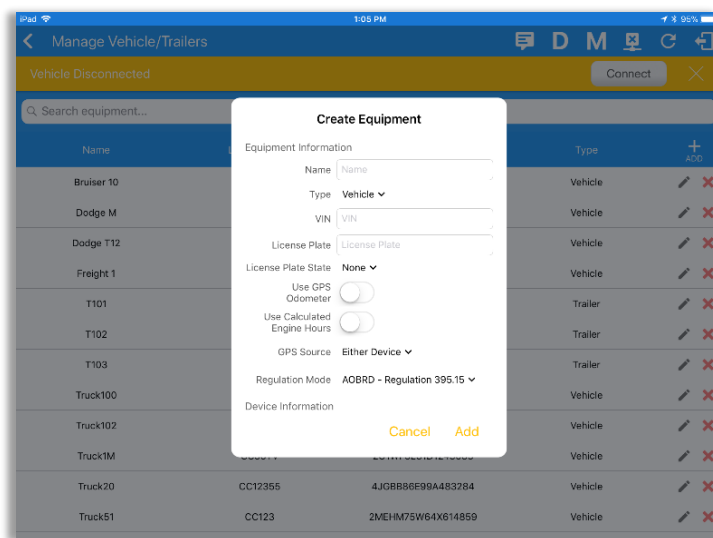 iPad 1:05 PM 95%
Manage Vehicle/Trailers D M
Vehicle Disconnected Connect
Search equipment...
Name Type ADD
Create Equipment
Equipment Information
Name Name
Type Vehicle
VIN VIN
License Plate License Plate
License Plate State None
Use GPS
Odometer
Use Calculated
Engine Hours
GPS Source Either Device
Regulation Mode AOBRD - Regulation 395.15
Device Information
Cancel Add
Bruiser 10 Vehicle
Dodge M Vehicle
Dodge T12 Vehicle
Freight 1 Vehicle
T101 Trailer
T102 Trailer
T103 Trailer
Truck100 Vehicle
Truck102 Vehicle
Truck1M Vehicle
Truck20 CC12355 4JGBB86E99A483284 Vehicle
Truck51 CC123 2MEHM75W64X614859 Vehicle